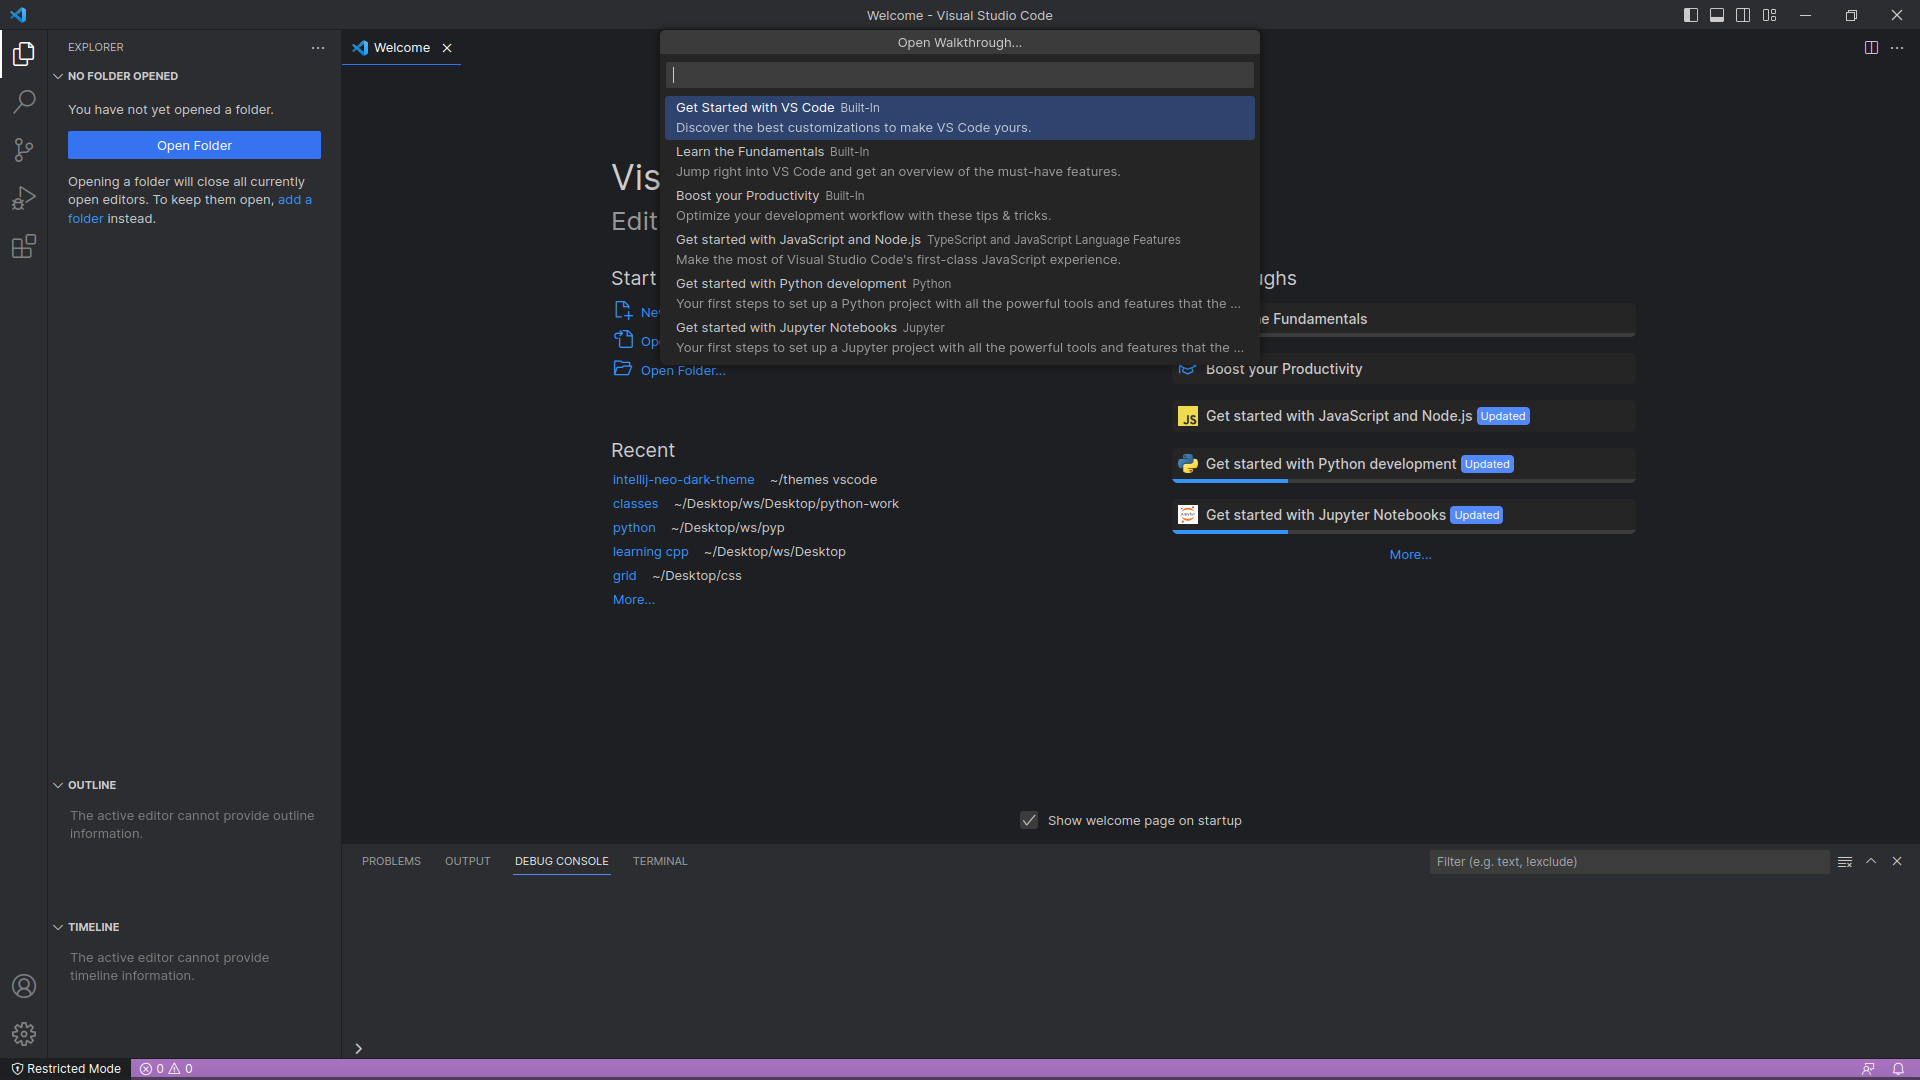 Welcome - Visual Studio Code
EXPLORER
NO FOLDER OPENED
You have not yet opened a folder.
Open Folder
Opening a folder will close all currently
open editors. To keep them open, add a
folder instead.
OUTLINE
The active editor cannot provide outline
information.
TIMELINE
The active editor cannot provide
timeline information.
Welcome
Open Walkthrough...
Get Started with VS Code Built-In
Discover the best customizations to make VS Code yours.
Learn the Fundamentals Built-In
Jump right into VS Code and get an overview of the must-have features.
Boost your Productivity Built-In
Optimize your development workflow with these tips & tricks.
Get started with JavaScript and Node.js TypeScript and JavaScript Language Features
Make the most of Visual Studio Code's first-class JavaScript experience.
Get started with Python development Python
Your first steps to set up a Python project with all the powerful tools and features that the ...
Get started with Jupyter Notebooks Jupyter
Your first steps to set up a Jupyter project with all the powerful tools and features that the ...
Vis
Edit
Start
Open Folder...
Recent
intellij-neo-dark-theme ~/themes vscode
classes ~/Desktop/ws/Desktop/python-work
python ~/Desktop/ws/pyp
learning cpp ~/Desktop/ws/Desktop
grid ~/Desktop/css
More...
ughs
e Fundamentals
Boost your Productivity
JS Get started with JavaScript and Node.js Updated
Get started with Python development Updated
Get started with Jupyter Notebooks Updated
More...
Show welcome page on startup
PROBLEMS OUTPUT DEBUG CONSOLE TERMINAL
Filter (e.g. text, !exclude)
Restricted Mode 0 0